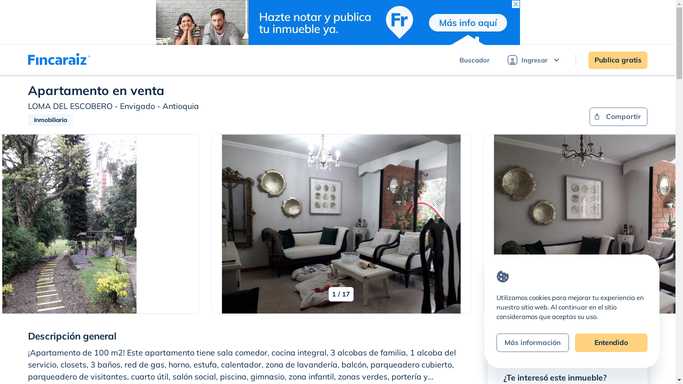 Hazte notar y publica
tu inmueble ya.
Fr
Más info aquí
Fincaraiz
Buscador
Ingresar
Publica gratis
Apartamento en venta
LOMA DEL ESCOBERO - Envigado - Antioquia
Inmobiliaria
Compartir
1 / 17
Utilizamos cookies para mejorar tu experiencia en
nuestro sitio web. Al continuar en el sitio
consideramos que aceptas su uso.
Más información
Entendido
Descripción general
¡Apartamento de 100 m2! Este apartamento tiene sala comedor, cocina integral, 3 alcobas de familia, 1 alcoba del
servicio, closets, 3 baños, red de gas, horno, estufa, calentador, zona de lavandería, balcón, parqueadero cubierto,
parqueadero de visitantes, cuarto útil, salón social, piscina, gimnasio, zona infantil, zonas verdes, portería y...
¿Te interesó este inmueble?